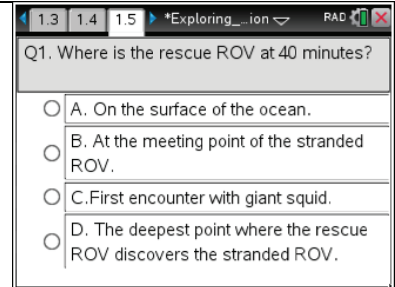 1.3 1.4 1.5 *Exploring_...ion RAD
Q1. Where is the rescue ROV at 40 minutes?
A. On the surface of the ocean.
B. At the meeting point of the stranded
ROV.
C.First encounter with giant squid.
D. The deepest point where the rescue
ROV discovers the stranded ROV.